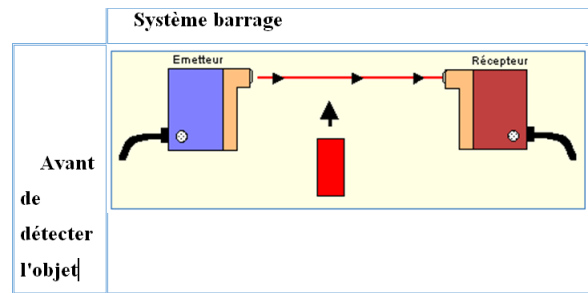 Système barrage
Emetteur
Récepteur
Avant
de
détecter
l'objet